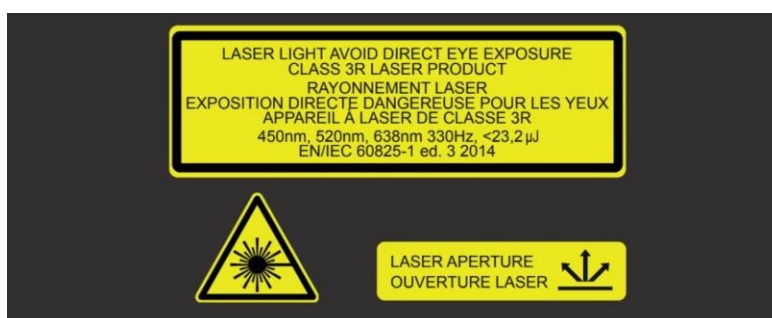 LASER LIGHT AVOID DIRECT EYE EXPOSURE
CLASS 3R LASER PRODUCT
RAYONNEMENT LASER
EXPOSITION DIRECTE DANGEREUSE POUR LES YEUX
APPAREIL À LASER DE CLASSE 3R
450nm, 520nm, 638nm 330Hz, <23,2 µJ
EN/IEC 60825-1 ed. 3 2014
LASER APERTURE
OUVERTURE LASER